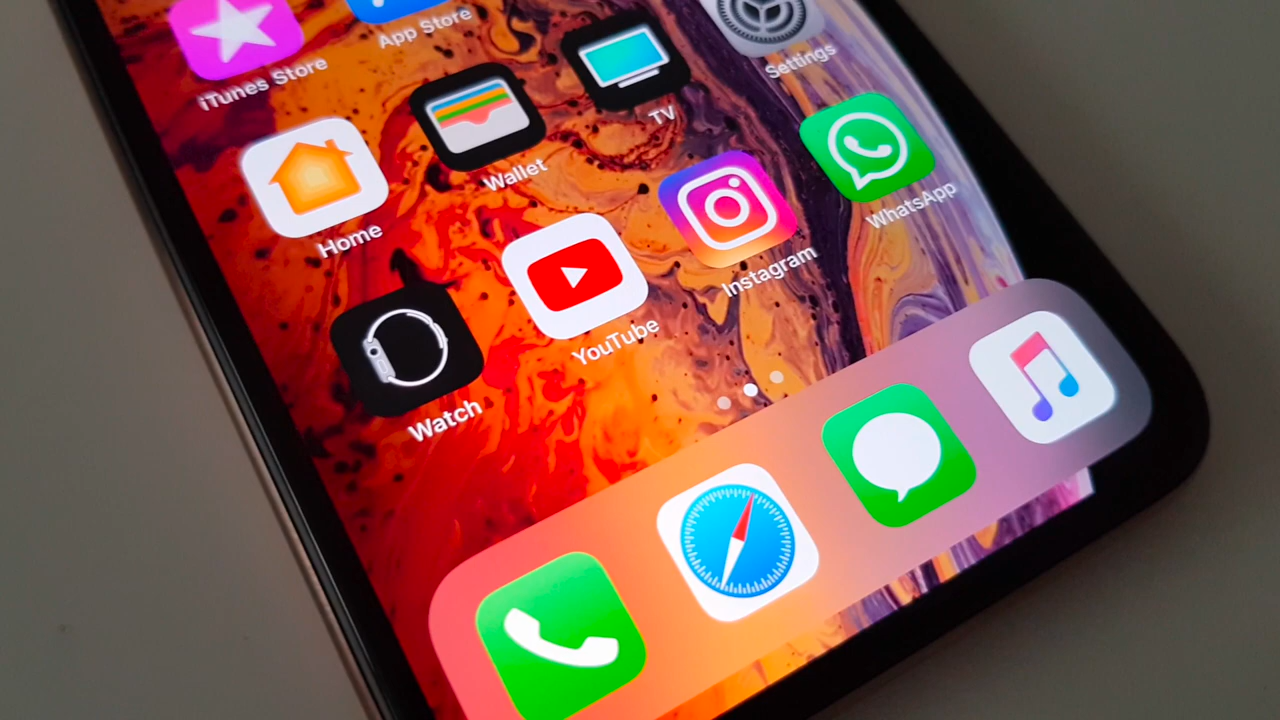 iTunes Store
App Store
Home
Wallet
TV
Settings
Watch
YouTube
Instagram
WhatsApp